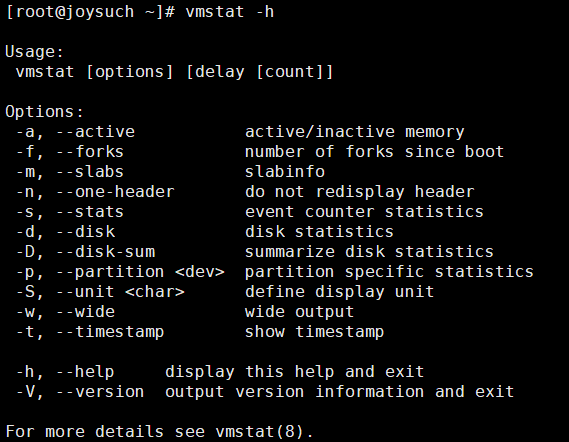 [root@joysuch ~]# vmstat -h

Usage:
 vmstat [options] [delay [count]]

Options:
 -a, --active           active/inactive memory
 -f, --forks            number of forks since boot
 -m, --slabs            slabinfo
 -n, --one-header       do not redisplay header
 -s, --stats            event counter statistics
 -d, --disk             disk statistics
 -D, --disk-sum         summarize disk statistics
 -p, --partition <dev>  partition specific statistics
 -S, --unit <char>      define display unit
 -w, --wide             wide output
 -t, --timestamp        show timestamp

 -h, --help     display this help and exit
 -V, --version  output version information and exit

For more details see vmstat(8).